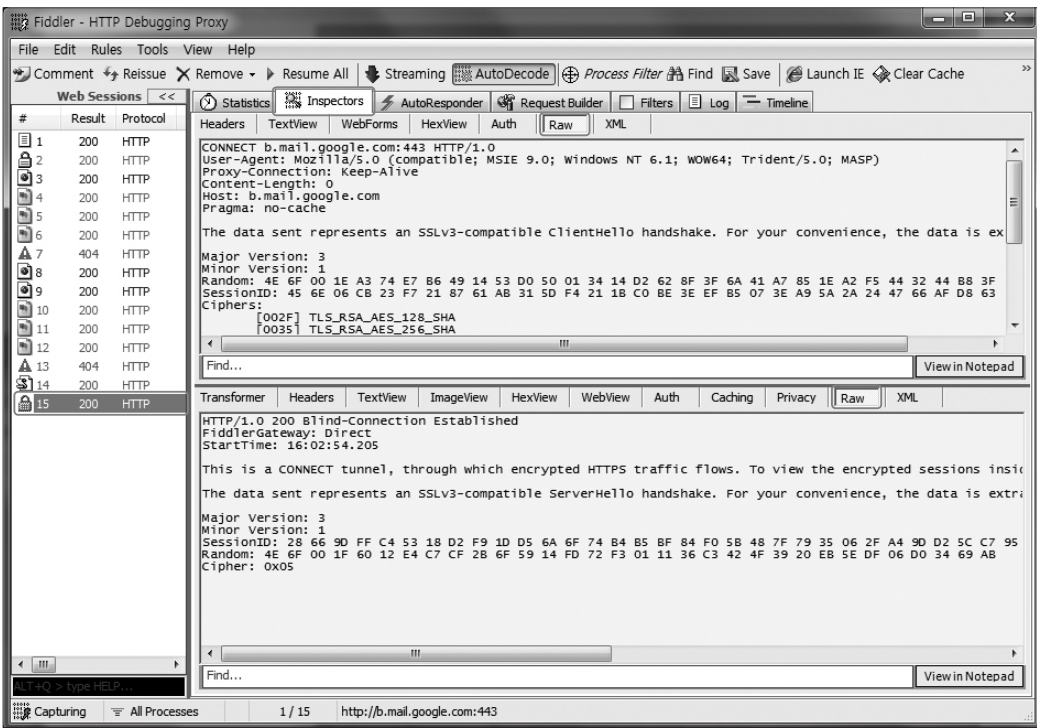 Fiddler - HTTP Debugging Proxy
File Edit Rules Tools View Help
Comment Reissue Remove Resume All Streaming AutoDecode Process Filter Find Save Launch IE Clear Cache »
Web Sessions <<
# Result Protocol
1 200 HTTP
2 200 HTTP
3 200 HTTP
4 200 HTTP
5 200 HTTP
6 200 HTTP
7 404 HTTP
8 200 HTTP
9 200 HTTP
10 200 HTTP
11 200 HTTP
12 200 HTTP
13 404 HTTP
14 200 HTTP
15 200 HTTP
ALT+Q > type HELP...
Statistics Inspectors AutoResponder Request Builder Filters Log Timeline
Headers TextView WebForms HexView Auth Raw XML
CONNECT b.mail.google.com:443 HTTP/1.0
User-Agent: Mozilla/5.0 (compatible; MSIE 9.0; Windows NT 6.1; WOW64; Trident/5.0; MASP)
Proxy-Connection: Keep-Alive
Content-Length: 0
Host: b.mail.google.com
Pragma: no-cache
The data sent represents an SSLv3-compatible ClientHello handshake. For your convenience, the data is ex
Major Version: 3
Minor Version: 1
Random: 4E 6F 00 1E A3 74 E7 B6 49 14 53 D0 50 01 34 14 D2 62 8F 3F 6A 41 A7 85 1E A2 F5 44 32 44 B8 3F
SessionID: 45 6E 06 CB 23 F7 21 87 61 AB 31 5D F4 21 1B C0 BE 3E EF B5 07 3E A9 5A 2A 24 47 66 AF D8 63
Ciphers:
[002F] TLS_RSA_AES_128_SHA
[0035] TLS_RSA_AES_256_SHA
Find... View in Notepad
Transformer Headers TextView ImageView HexView WebView Auth Caching Privacy Raw XML
HTTP/1.0 200 Blind-Connection Established
FiddlerGateway: Direct
StartTime: 16:02:54.205
This is a CONNECT tunnel, through which encrypted HTTPS traffic flows. To view the encrypted sessions insid
The data sent represents an SSLv3-compatible ServerHello handshake. For your convenience, the data is extra
Major Version: 3
Minor Version: 1
SessionID: 28 66 9D FF C4 53 18 D2 F9 1D D5 6A 6F 74 B4 B5 BF 84 F0 5B 48 7F 79 35 06 2F A4 9D D2 5C C7 95
Random: 4E 6F 00 1F 60 12 E4 C7 CF 2B 6F 59 14 FD 72 F3 01 11 36 C3 42 4F 39 20 EB 5E DF 06 D0 34 69 AB
Cipher: 0x05
Find... View in Notepad
Capturing All Processes 1 / 15 http://b.mail.google.com:443